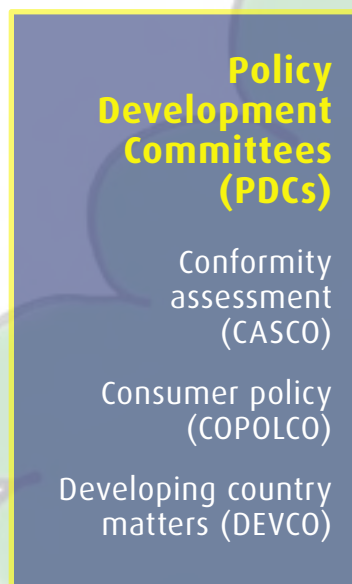 Policy
Development
Committees
(PDCs)
Conformity
assessment
(CASCO)
Consumer policy
(COPOLCO)
Developing country
matters (DEVCO)